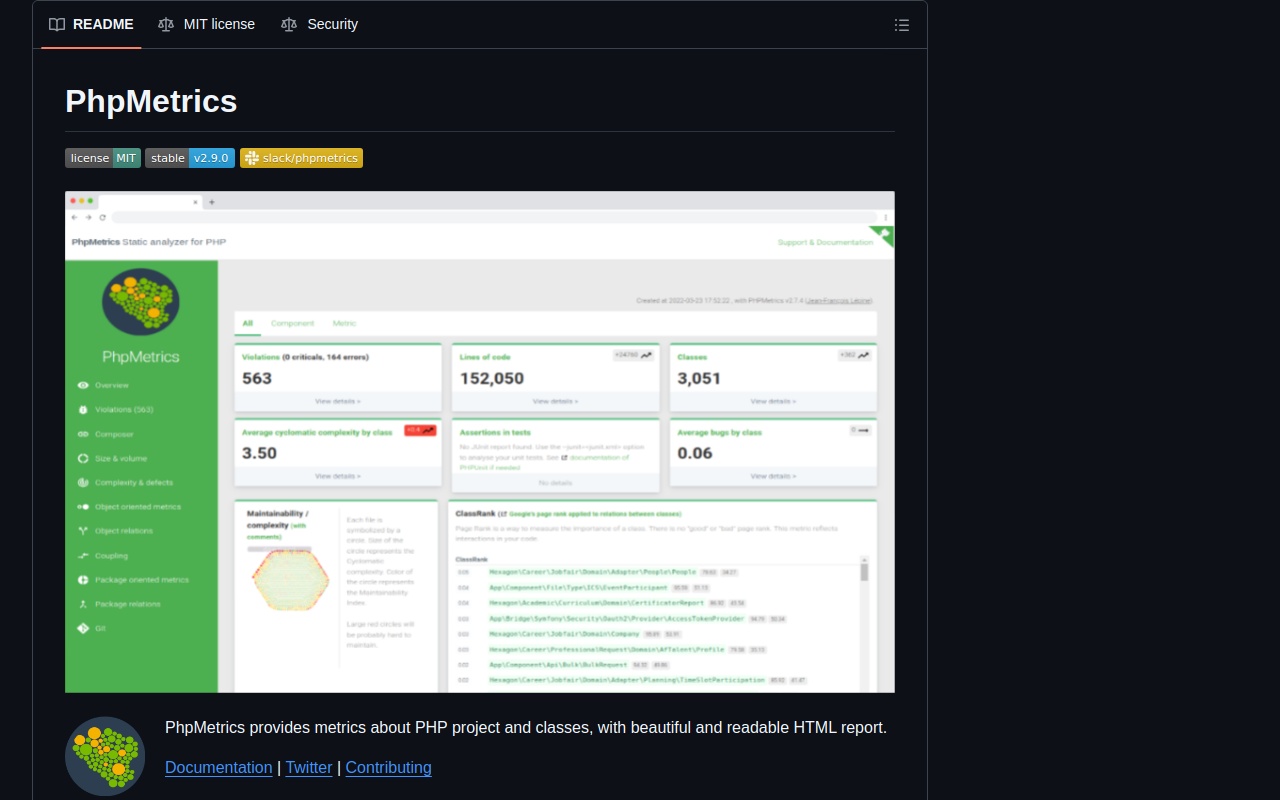 README MIT license Security
PhpMetrics
license MIT stable v2.9.0 slack/phpmetrics
PhpMetrics Static analyzer for PHP
Support & Documentation
Created at 2022-03-23 17:52:22 , with PHPMetrics v2.7.4
PhpMetrics
Overview
Violations (563)
Composer
Size & volume
Complexity & defects
Object oriented metrics
Object relations
Coupling
Package oriented metrics
Package relations
Git
All Component Metric
Violations (0 criticals, 164 errors)
563
View details >
Lines of code
152,050
View details >
Classes +362
3,051
View details >
Average cyclomatic complexity by class
3.50
View details >
Assertions in tests
No JUnit report found. Use the --junit=<junit.xml> option
to analyse your unit tests. See documentation of
PHPUnit if needed.
No details
Average bugs by class 0
0.06
View details >
Maintainability /
complexity (with
comments)
Each file is
symbolized by a
circle. Size of the
circle represents the
Cyclomatic
complexity. Color of
the circle represents
the Maintainability
Index.
Large red circles will
be probably hard to
maintain.
ClassRank ( Google's page rank applied to relations between classes)
Page Rank is a way to measure the importance of a class. There is no "good" or "bad" page rank. This metric reflects
interactions in your code.
ClassRank
Hexagon\Career\Jobfair\Domain\Adapter\People\People
App\Component\File\Type\ICS\EventParticipant
Hexagon\Academic\Curriculum\Domain\CertificatorReport
App\Bridge\Symfony\Security\Oauth2\Provider\AccessTokenProvider
Hexagon\Career\Jobfair\Domain\Company
Hexagon\Career\ProfessionalRequest\Domain\AfTalent\Profile
App\Component\Api\Bulk\BulkRequest
Hexagon\Career\Jobfair\Domain\Adapter\Planning\TimeSlotParticipation
PhpMetrics provides metrics about PHP project and classes, with beautiful and readable HTML report.
Documentation | Twitter | Contributing